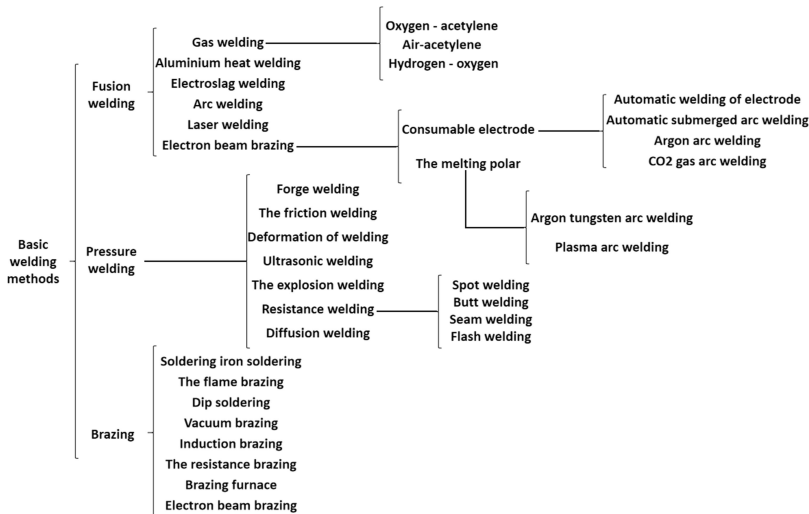 Basic
welding
methods
Fusion
welding
Gas welding
Aluminium heat welding
Electroslag welding
Arc welding
Laser welding
Electron beam brazing
Oxygen - acetylene
Air-acetylene
Hydrogen - oxygen
Consumable electrode
The melting polar
Automatic welding of electrode
Automatic submerged arc welding
Argon arc welding
CO2 gas arc welding
Argon tungsten arc welding
Plasma arc welding
Pressure
welding
Forge welding
The friction welding
Deformation of welding
Ultrasonic welding
The explosion welding
Resistance welding
Diffusion welding
Spot welding
Butt welding
Seam welding
Flash welding
Brazing
Soldering iron soldering
The flame brazing
Dip soldering
Vacuum brazing
Induction brazing
The resistance brazing
Brazing furnace
Electron beam brazing